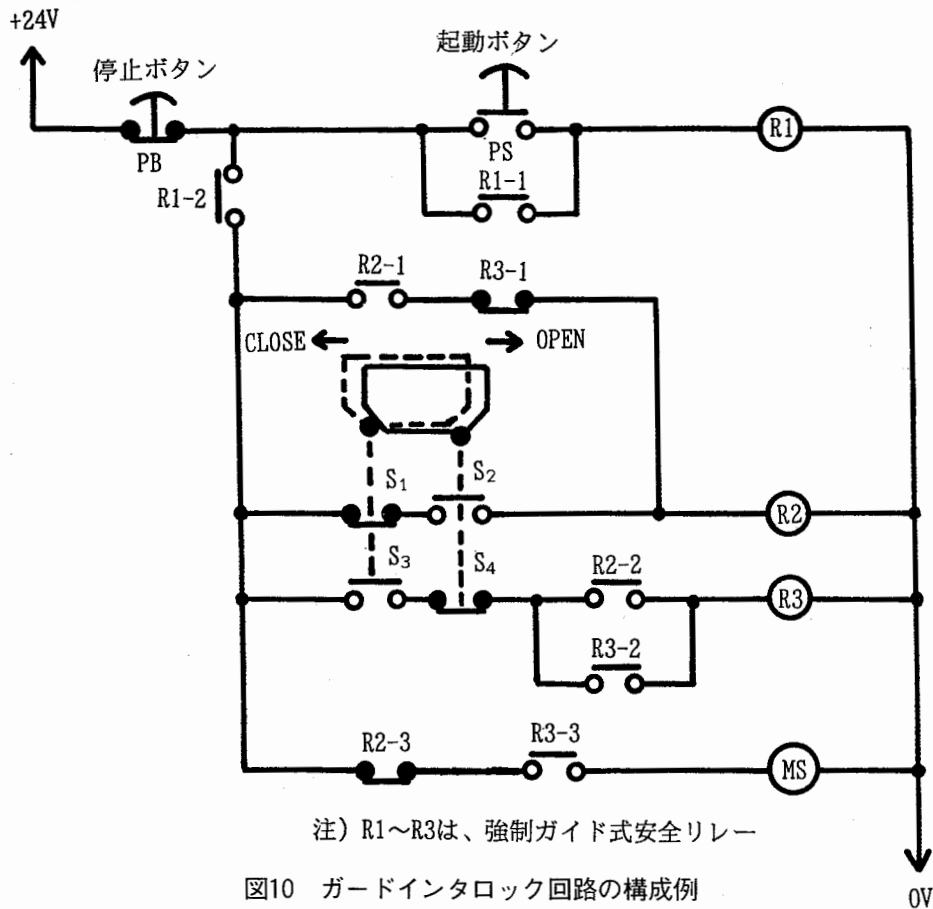 +24V
起動ボタン
停止ボタン
PB
PS
R1
R1-1
R1-2
R2-1
R3-1
CLOSE
OPEN
S1
S2
R2
S3
S4
R2-2
R3
R3-2
R2-3
R3-3
MS
注) R1～R3は、強制ガイド式安全リレー
図10 ガードインタロック回路の構成例
0V